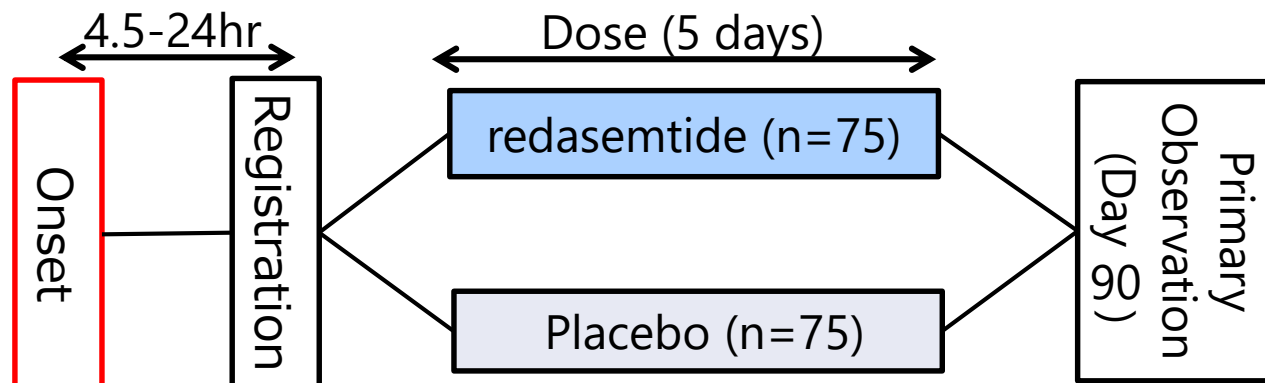 4.5-24hr
Dose (5 days)
Onset
Registration
redasemtide (n=75)
Placebo (n=75)
Primary
Observation
(Day 90)